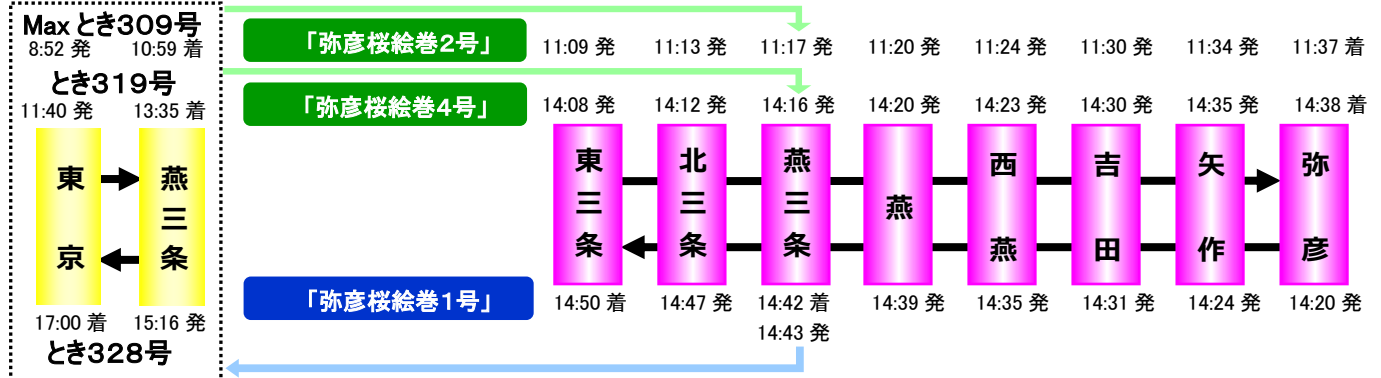 Maxとき309号
8:52 発 10:59 着
とき319号
11:40 発 13:35 着
東京
燕三条
17:00 着 15:16 発
とき328号
「弥彦桜絵巻2号」
11:09 発 11:13 発 11:17 発 11:20 発 11:24 発 11:30 発 11:34 発 11:37 着
「弥彦桜絵巻4号」
14:08 発 14:12 発 14:16 発 14:20 発 14:23 発 14:30 発 14:35 発 14:38 着
東三条
北三条
燕三条
燕
西燕
吉田
矢作
弥彦
「弥彦桜絵巻1号」
14:50 着 14:47 発 14:42 着 14:39 発 14:35 発 14:31 発 14:24 発 14:20 発
14:43 発